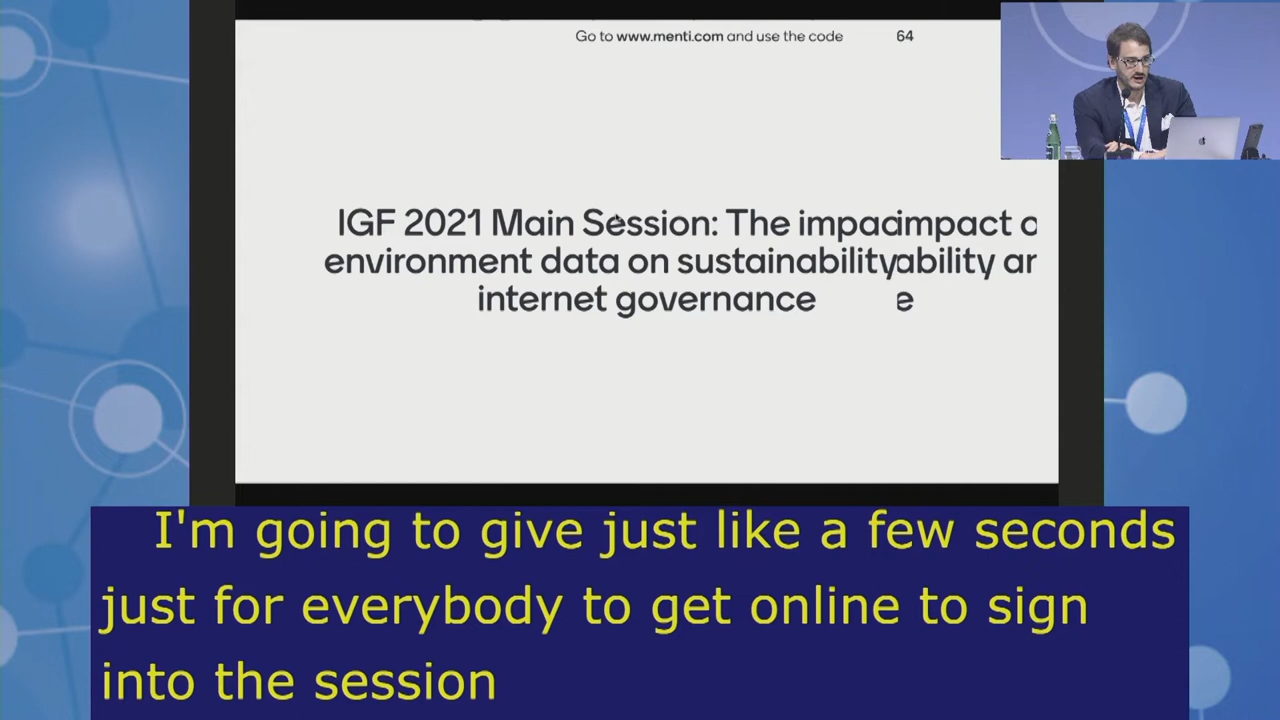 Go to www.menti.com and use the code 64
IGF 2021 Main Session: The impacimpact o
environment data on sustainabilityability ar
internet governance e
I'm going to give just like a few seconds
just for everybody to get online to sign
into the session